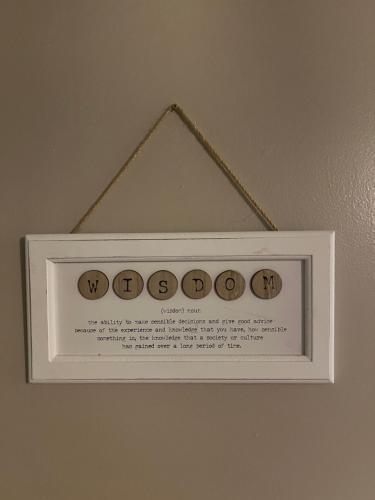 WISDOM
(wisdom) noun
the ability to make sensible decisions and give good advice
because of the experience and knowledge that you have, how sensible
something is, the knowledge that a society or culture
has gained over a long period of time.